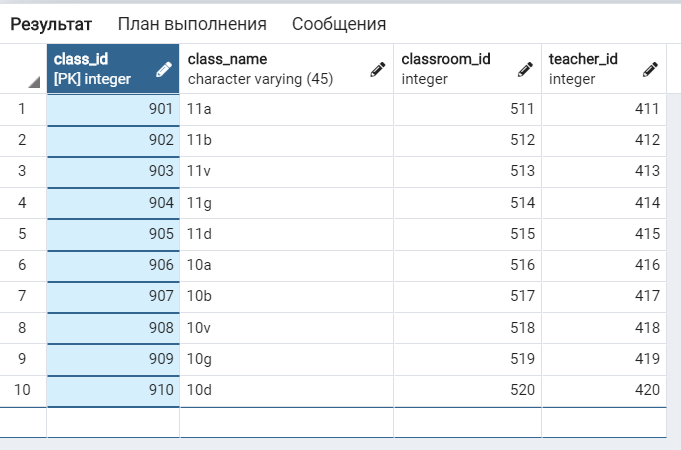 Результат План выполнения Сообщения
class_id class_name classroom_id teacher_id
[PK] integer character varying (45) integer integer
1 901 11a 511 411
2 902 11b 512 412
3 903 11v 513 413
4 904 11g 514 414
5 905 11d 515 415
6 906 10a 516 416
7 907 10b 517 417
8 908 10v 518 418
9 909 10g 519 419
10 910 10d 520 420